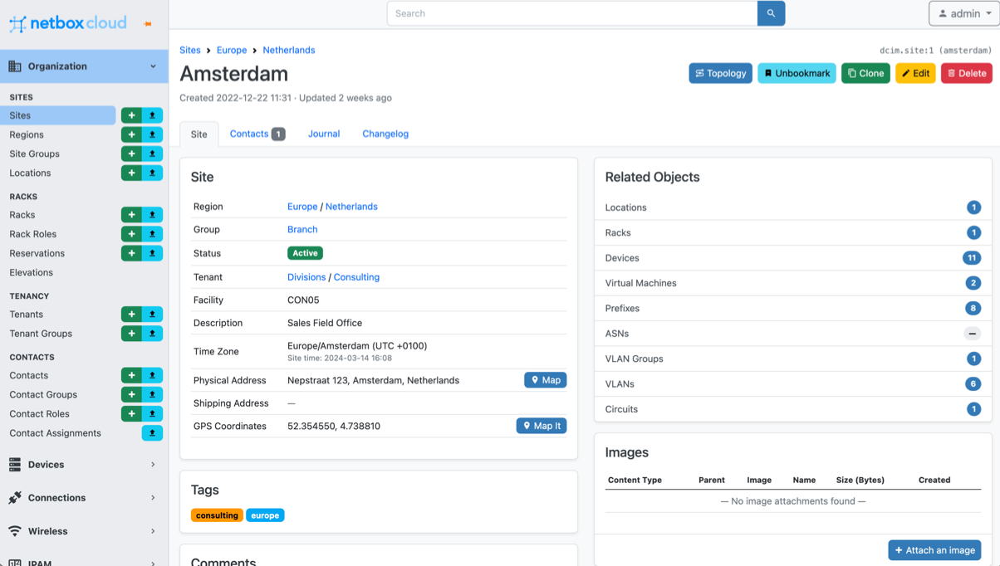 netbox cloud
Search
admin
Organization
SITES
Sites
Regions
Site Groups
Locations
RACKS
Racks
Rack Roles
Reservations
Elevations
TENANCY
Tenants
Tenant Groups
CONTACTS
Contacts
Contact Groups
Contact Roles
Contact Assignments
Devices
Connections
Wireless
IPAM
Sites > Europe > Netherlands
dcim.site:1 (amsterdam)
Amsterdam
Topology Unbookmark Clone Edit Delete
Created 2022-12-22 11:31 · Updated 2 weeks ago
Site Contacts 1 Journal Changelog
Site
Region Europe / Netherlands
Group Branch
Status Active
Tenant Divisions / Consulting
Facility CON05
Description Sales Field Office
Time Zone Europe/Amsterdam (UTC +0100)
Site time: 2024-03-14 16:08
Physical Address Nepstraat 123, Amsterdam, Netherlands Map
Shipping Address —
GPS Coordinates 52.354550, 4.738810 Map It
Tags
consulting europe
Comments
Related Objects
Locations 1
Racks 1
Devices 11
Virtual Machines 2
Prefixes 8
ASNs —
VLAN Groups 1
VLANs 6
Circuits 1
Images
Content Type Parent Image Name Size (Bytes) Created
— No image attachments found —
+ Attach an image